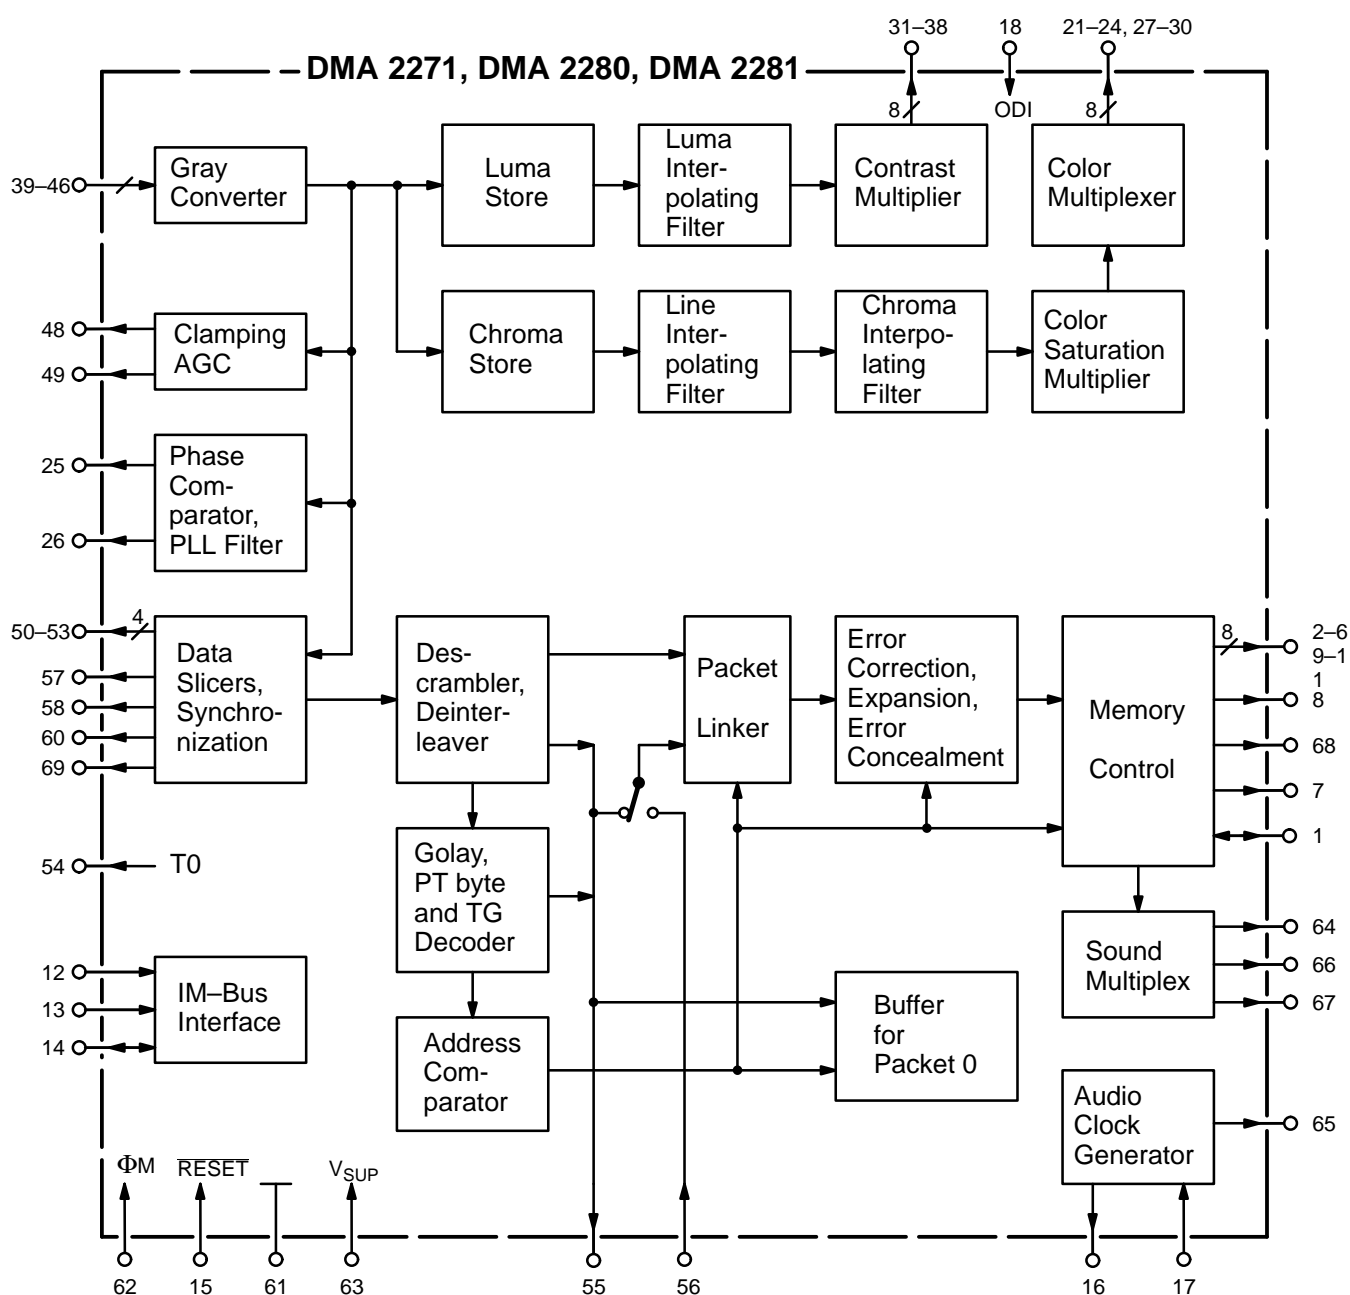 31–38
18
21–24, 27–30
DMA 2271, DMA 2280, DMA 2281
8
ODI
8
39–46
Gray
Converter
Luma
Store
Luma
Inter-
polating
Filter
Contrast
Multiplier
Color
Multiplexer
48
49
Clamping
AGC
Chroma
Store
Line
Inter-
polating
Filter
Chroma
Interpo-
lating
Filter
Color
Saturation
Multiplier
25
26
Phase
Com-
parator,
PLL Filter
50–53
4
57
58
60
69
Data
Slicers,
Synchro-
nization
Des-
crambler,
Deinter-
leaver
Packet
Linker
Error
Correction,
Expansion,
Error
Concealment
Memory
Control
8
2–6
9–1
1
8
68
7
1
54
T0
Golay,
PT byte
and TG
Decoder
Sound
Multiplex
64
66
67
12
13
14
IM–Bus
Interface
Address
Com-
parator
Buffer
for
Packet 0
Audio
Clock
Generator
65
ΦM
RESET
VSUP
62
15
61
63
55
56
16
17